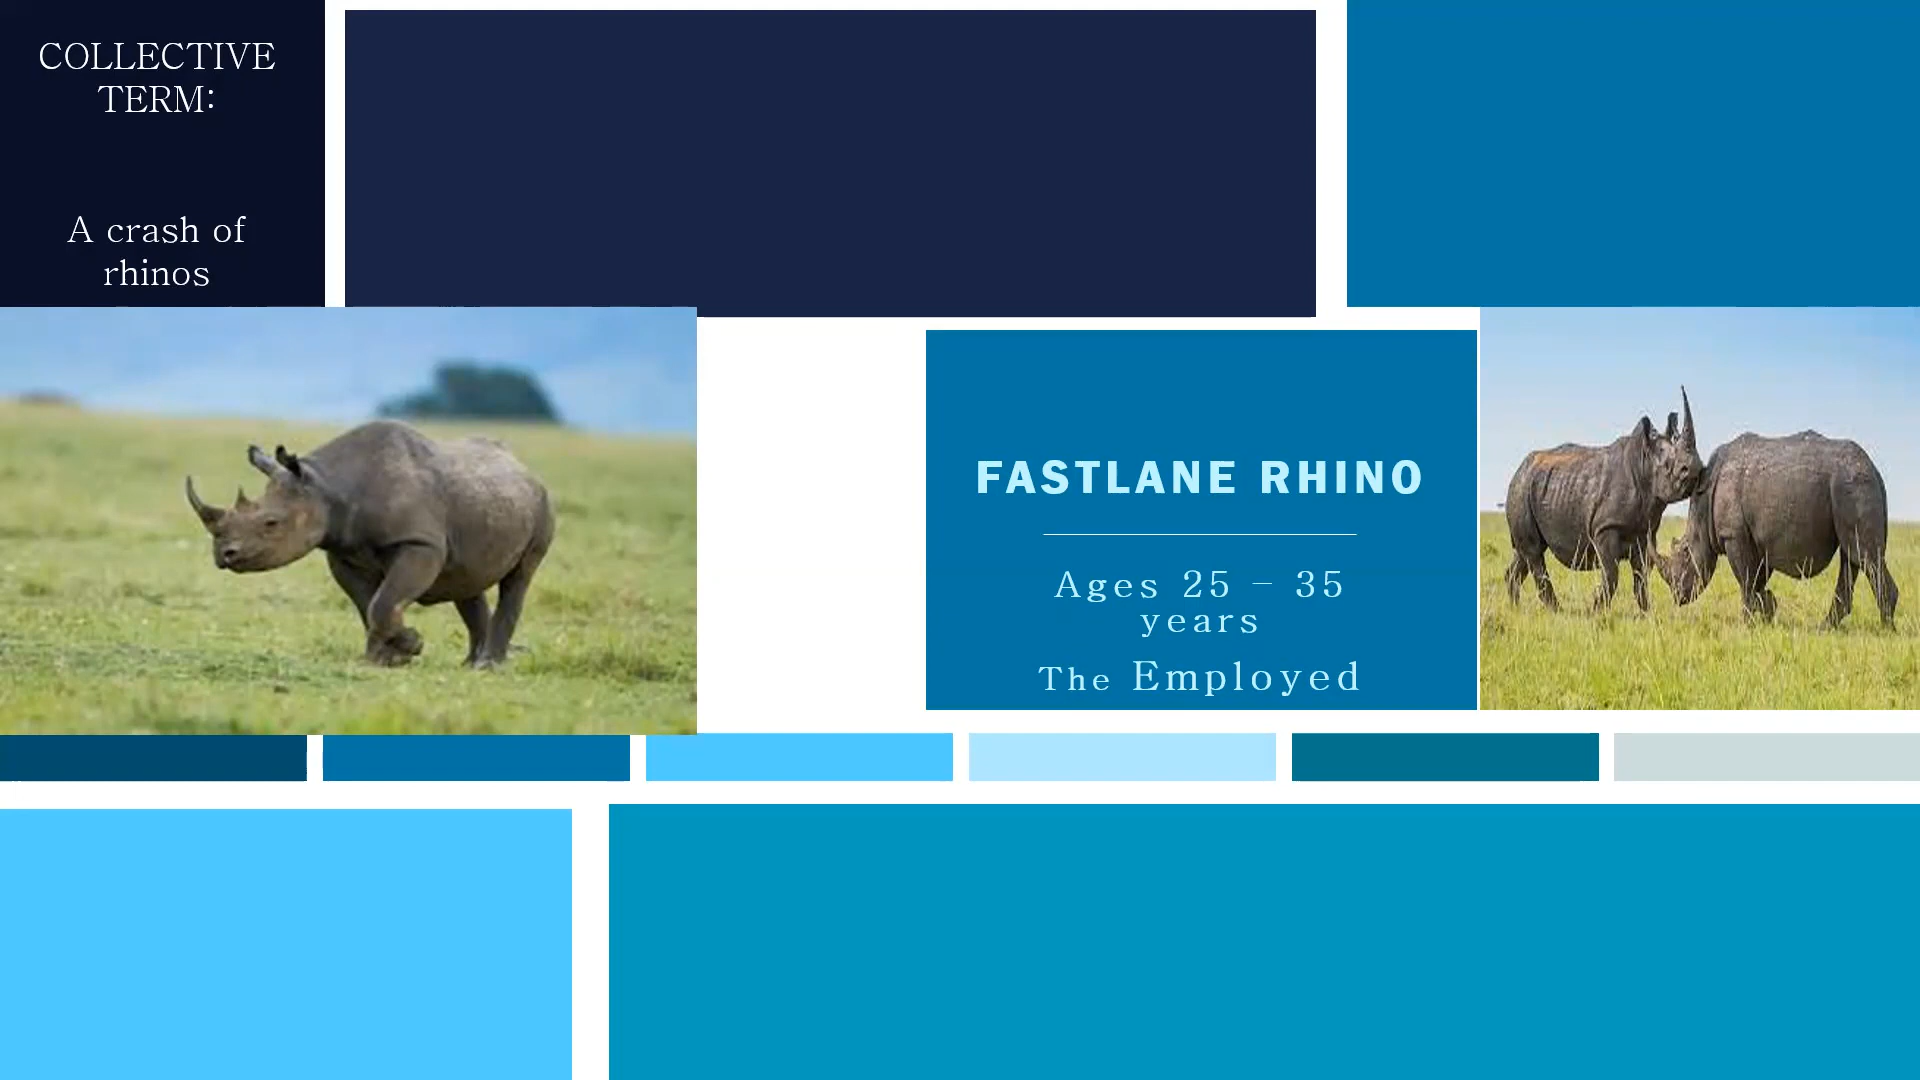 COLLECTIVE
TERM:
A crash of
rhinos
FASTLANE RHINO
Ages 25 – 35
years
The Employed